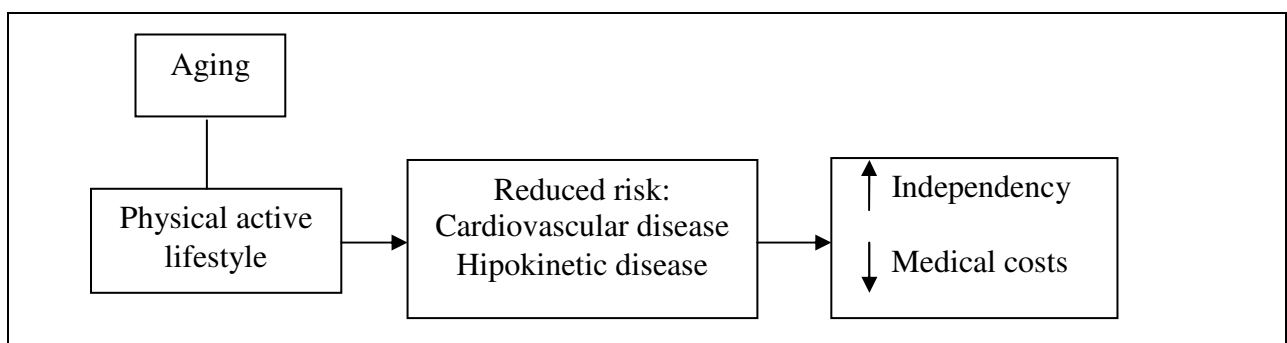 Aging
Physical active
lifestyle
Reduced risk:
Cardiovascular disease
Hipokinetic disease
Independency
Medical costs